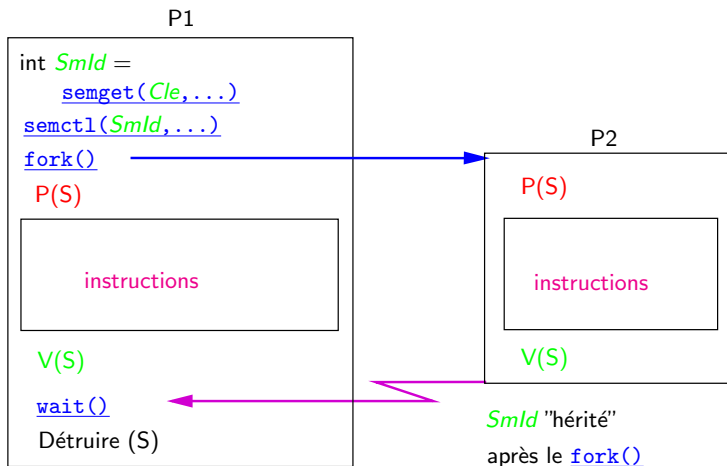 P1
int SmId =
semget(Cle,...)
semctl(SmId,...)
fork()
P(S)
instructions
V(S)
wait()
Détruire (S)
P2
P(S)
instructions
V(S)
SmId "hérité"
après le fork()